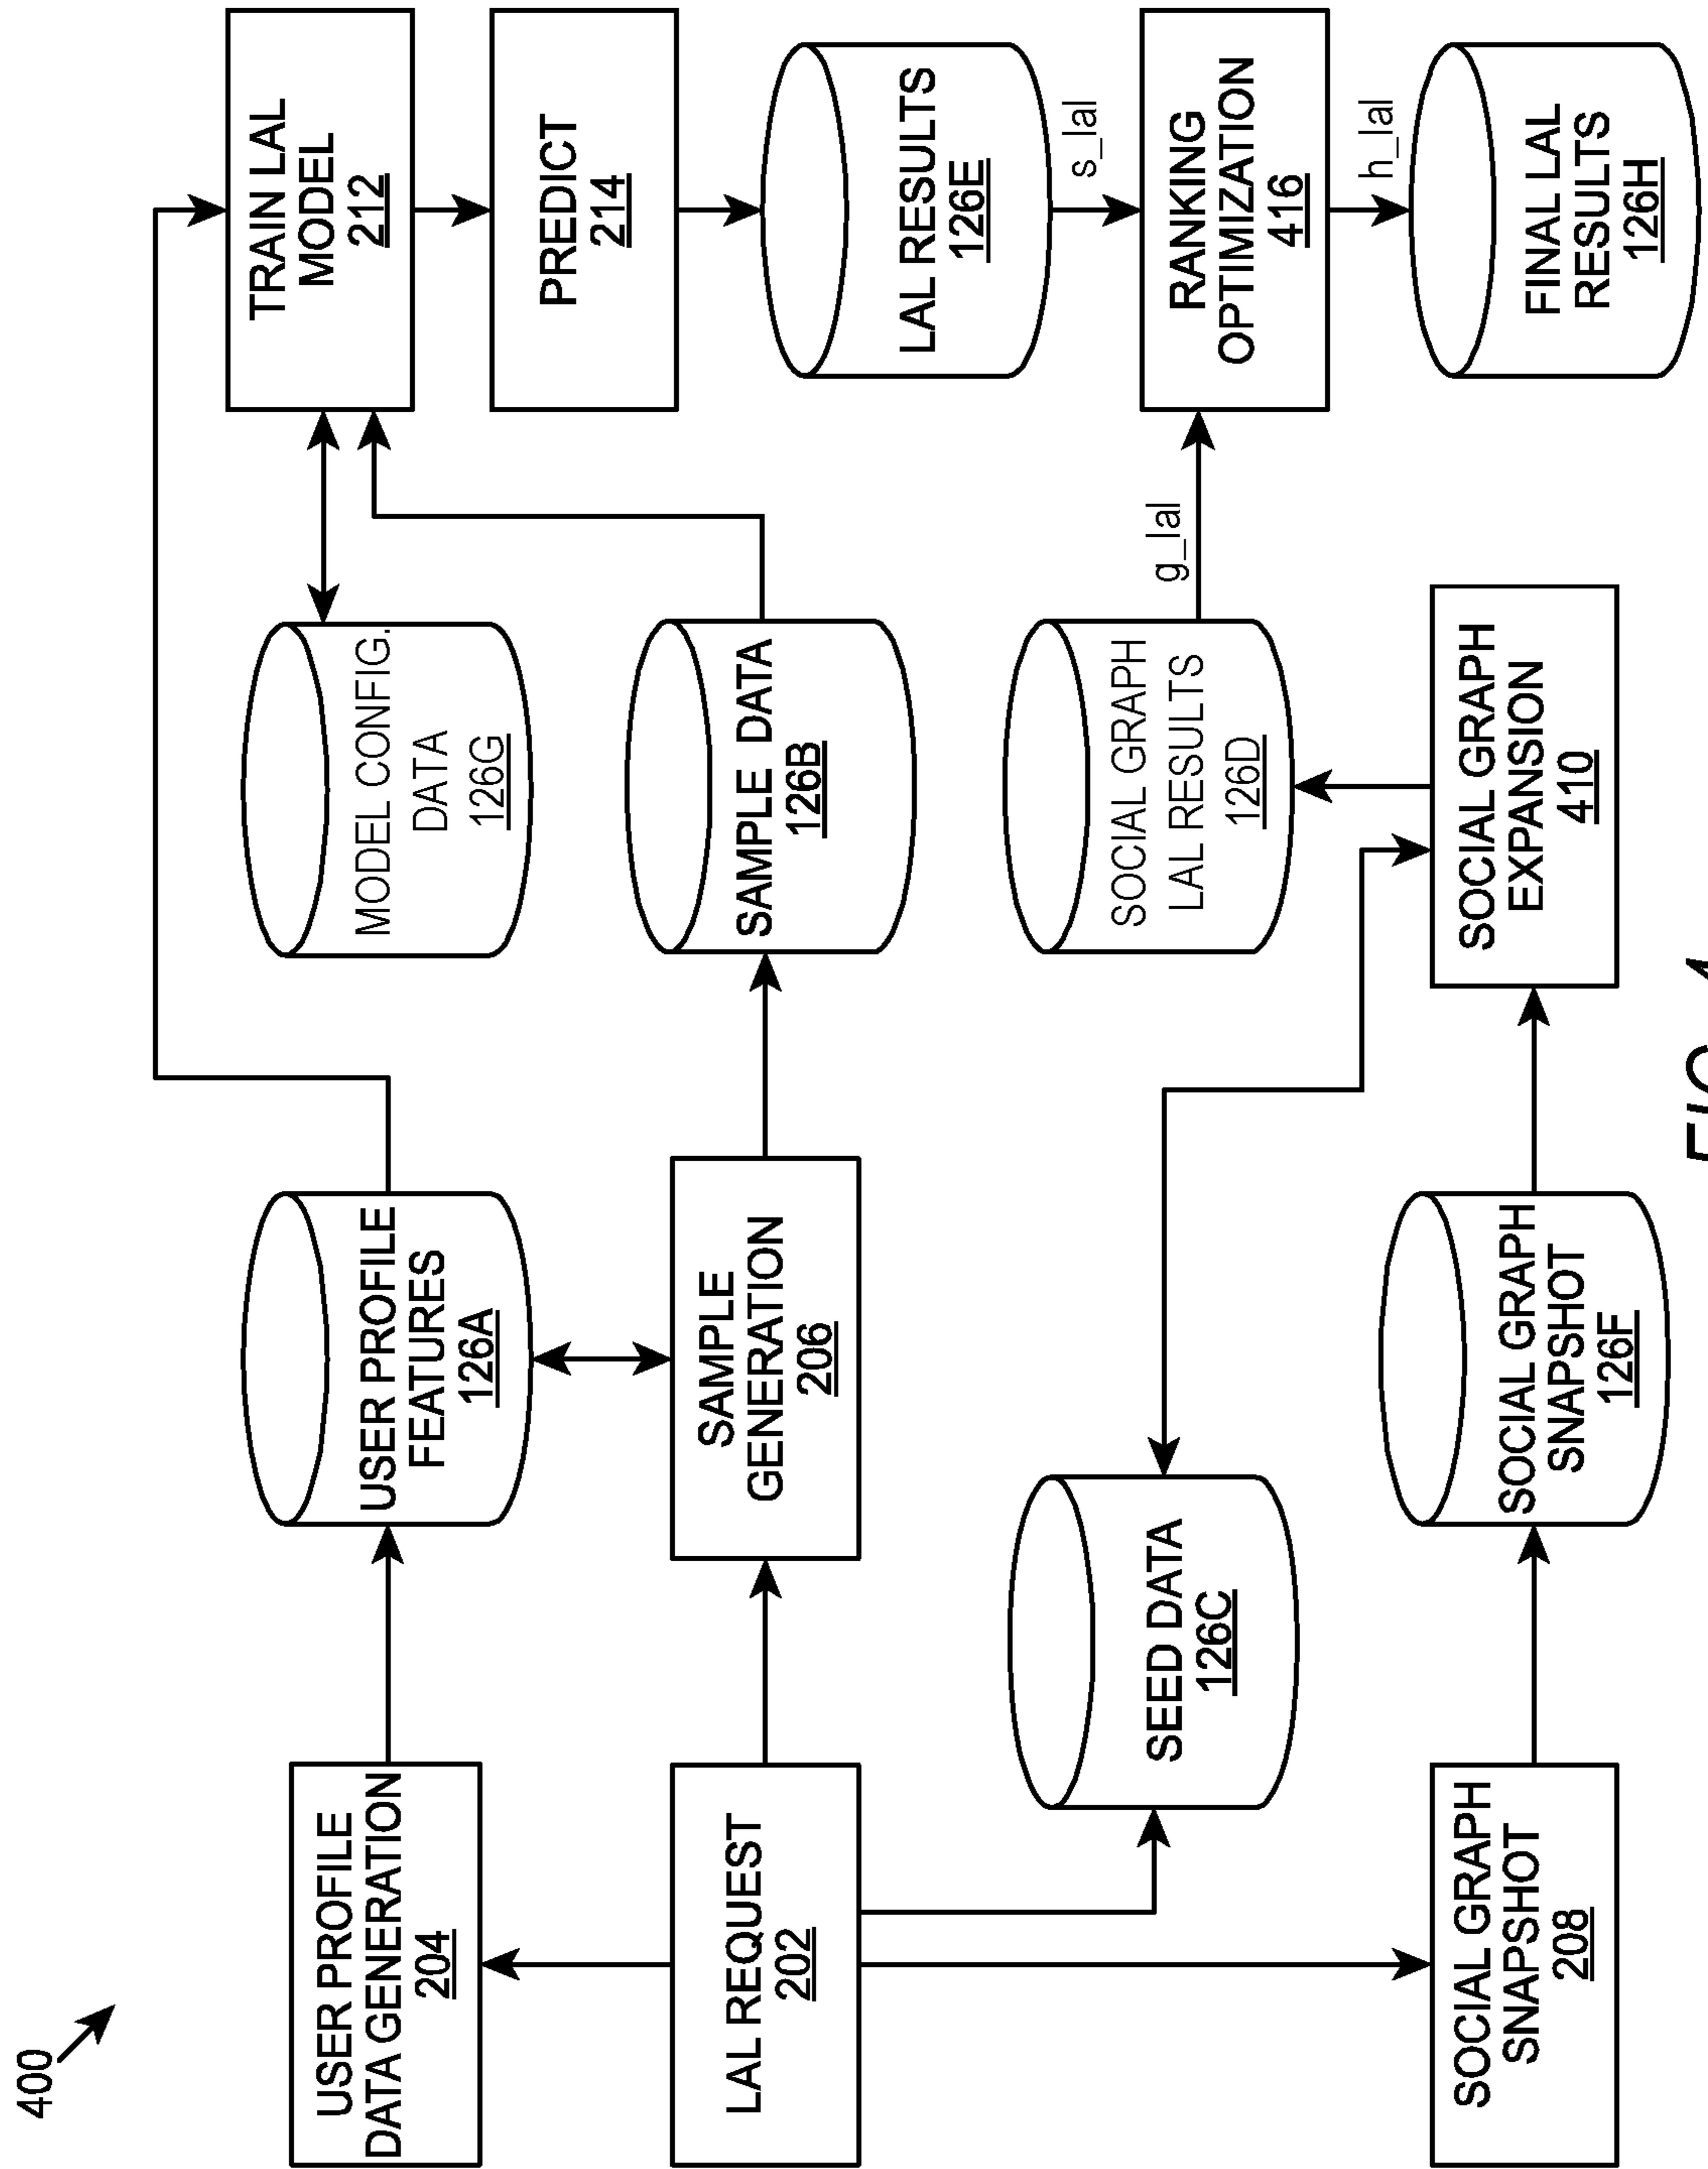 400
USER PROFILE
DATA GENERATION
204
USER PROFILE
FEATURES
126A
MODEL CONFIG.
DATA
126G
TRAIN LAL
MODEL
212
LAL REQUEST
202
SAMPLE
GENERATION
206
SAMPLE DATA
126B
PREDICT
214
LAL RESULTS
126E
s_lal
SEED DATA
126C
SOCIAL GRAPH
LAL RESULTS
126D
g_lal
RANKING
OPTIMIZATION
416
h_lal
SOCIAL GRAPH
SNAPSHOT
208
SOCIAL GRAPH
SNAPSHOT
126F
SOCIAL GRAPH
EXPANSION
410
FINAL LAL
RESULTS
126H
FIG. 4